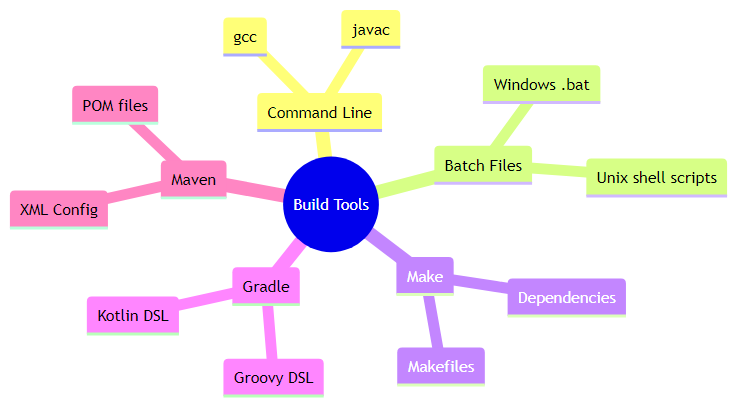 javac
gcc
Windows .bat
POM files
Command Line
Batch Files
Unix shell scripts
Maven
XML Config
Build Tools
Make
Gradle
Dependencies
Kotlin DSL
Makefiles
Groovy DSL